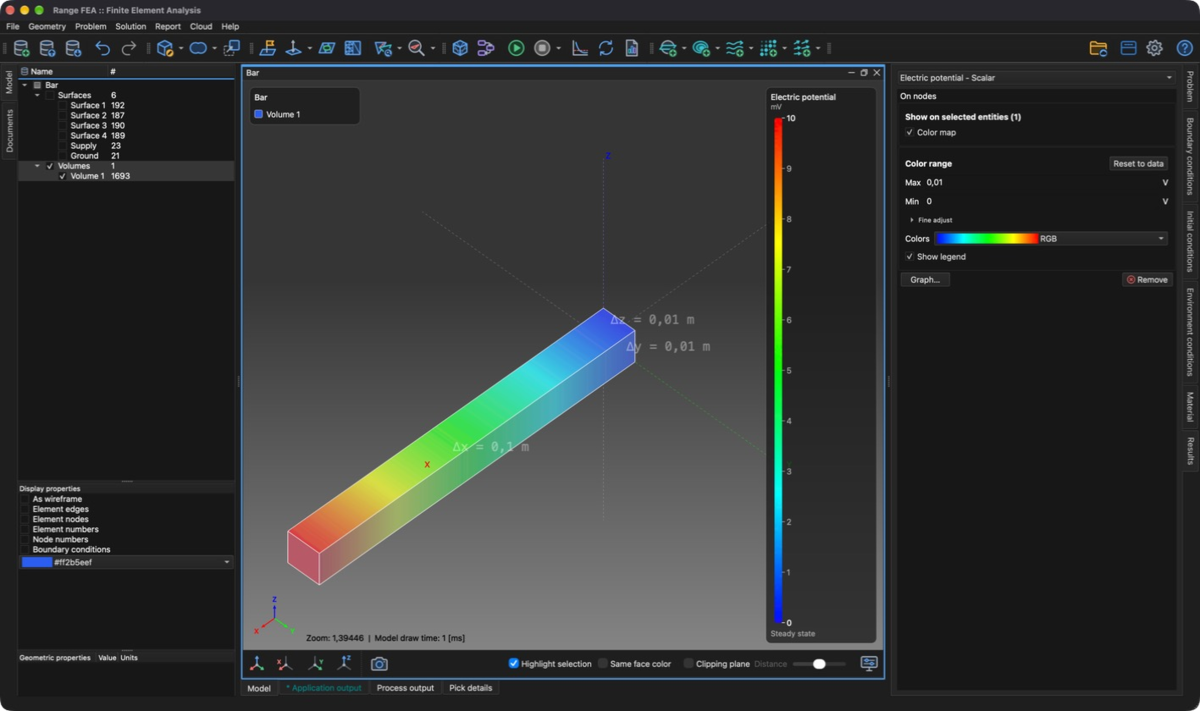 Range FEA :: Finite Element Analysis
File Geometry Problem Solution Report Cloud Help
Model
Documents
Name #
Bar
Surfaces 6
Surface 1 192
Surface 2 187
Surface 3 190
Surface 4 189
Supply 23
Ground 21
Volumes 1
Volume 1 1693
Display properties
As wireframe
Element edges
Element nodes
Element numbers
Node numbers
Boundary conditions
#ff2b5eef
Geometric properties Value Units
Bar
Bar
Volume 1
Z
Δz = 0,01 m
Δy = 0,01 m
Δx = 0,1 m
X
Z
X Y
Zoom: 1,39446 | Model draw time: 1 [ms]
Electric potential
mV
10
9
8
7
6
5
4
3
2
1
0
Steady state
X Y Z
Highlight selection Same face color Clipping plane Distance
Model * Application output Process output Pick details
Electric potential - Scalar
On nodes
Show on selected entities (1)
Color map
Color range Reset to data
Max 0,01 V
Min 0 V
Fine adjust
Colors RGB
Show legend
Graph... Remove
Problem
Boundary conditions
Initial conditions
Environment conditions
Material
Results